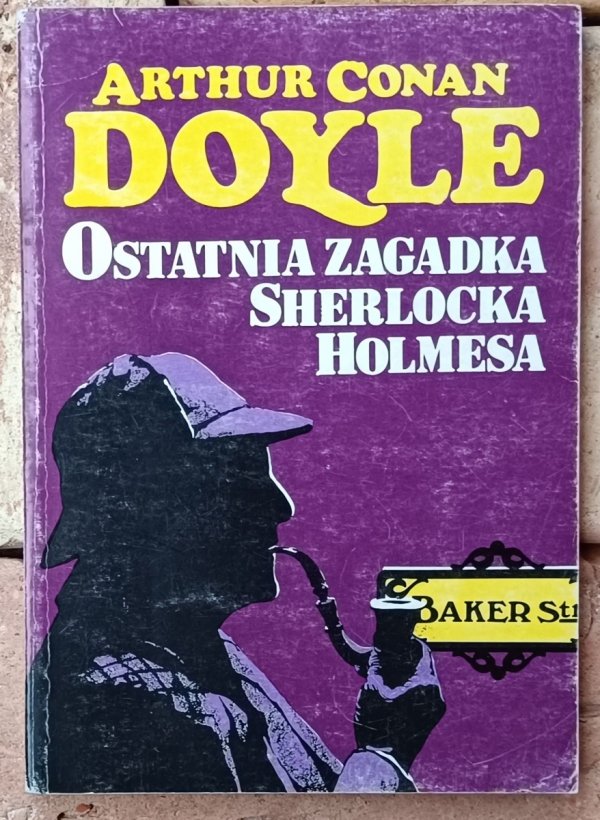 ARTHUR CONAN
DOYLE
OSTATNIA ZAGADKA
SHERLOCKA
HOLMESA
BAKER St